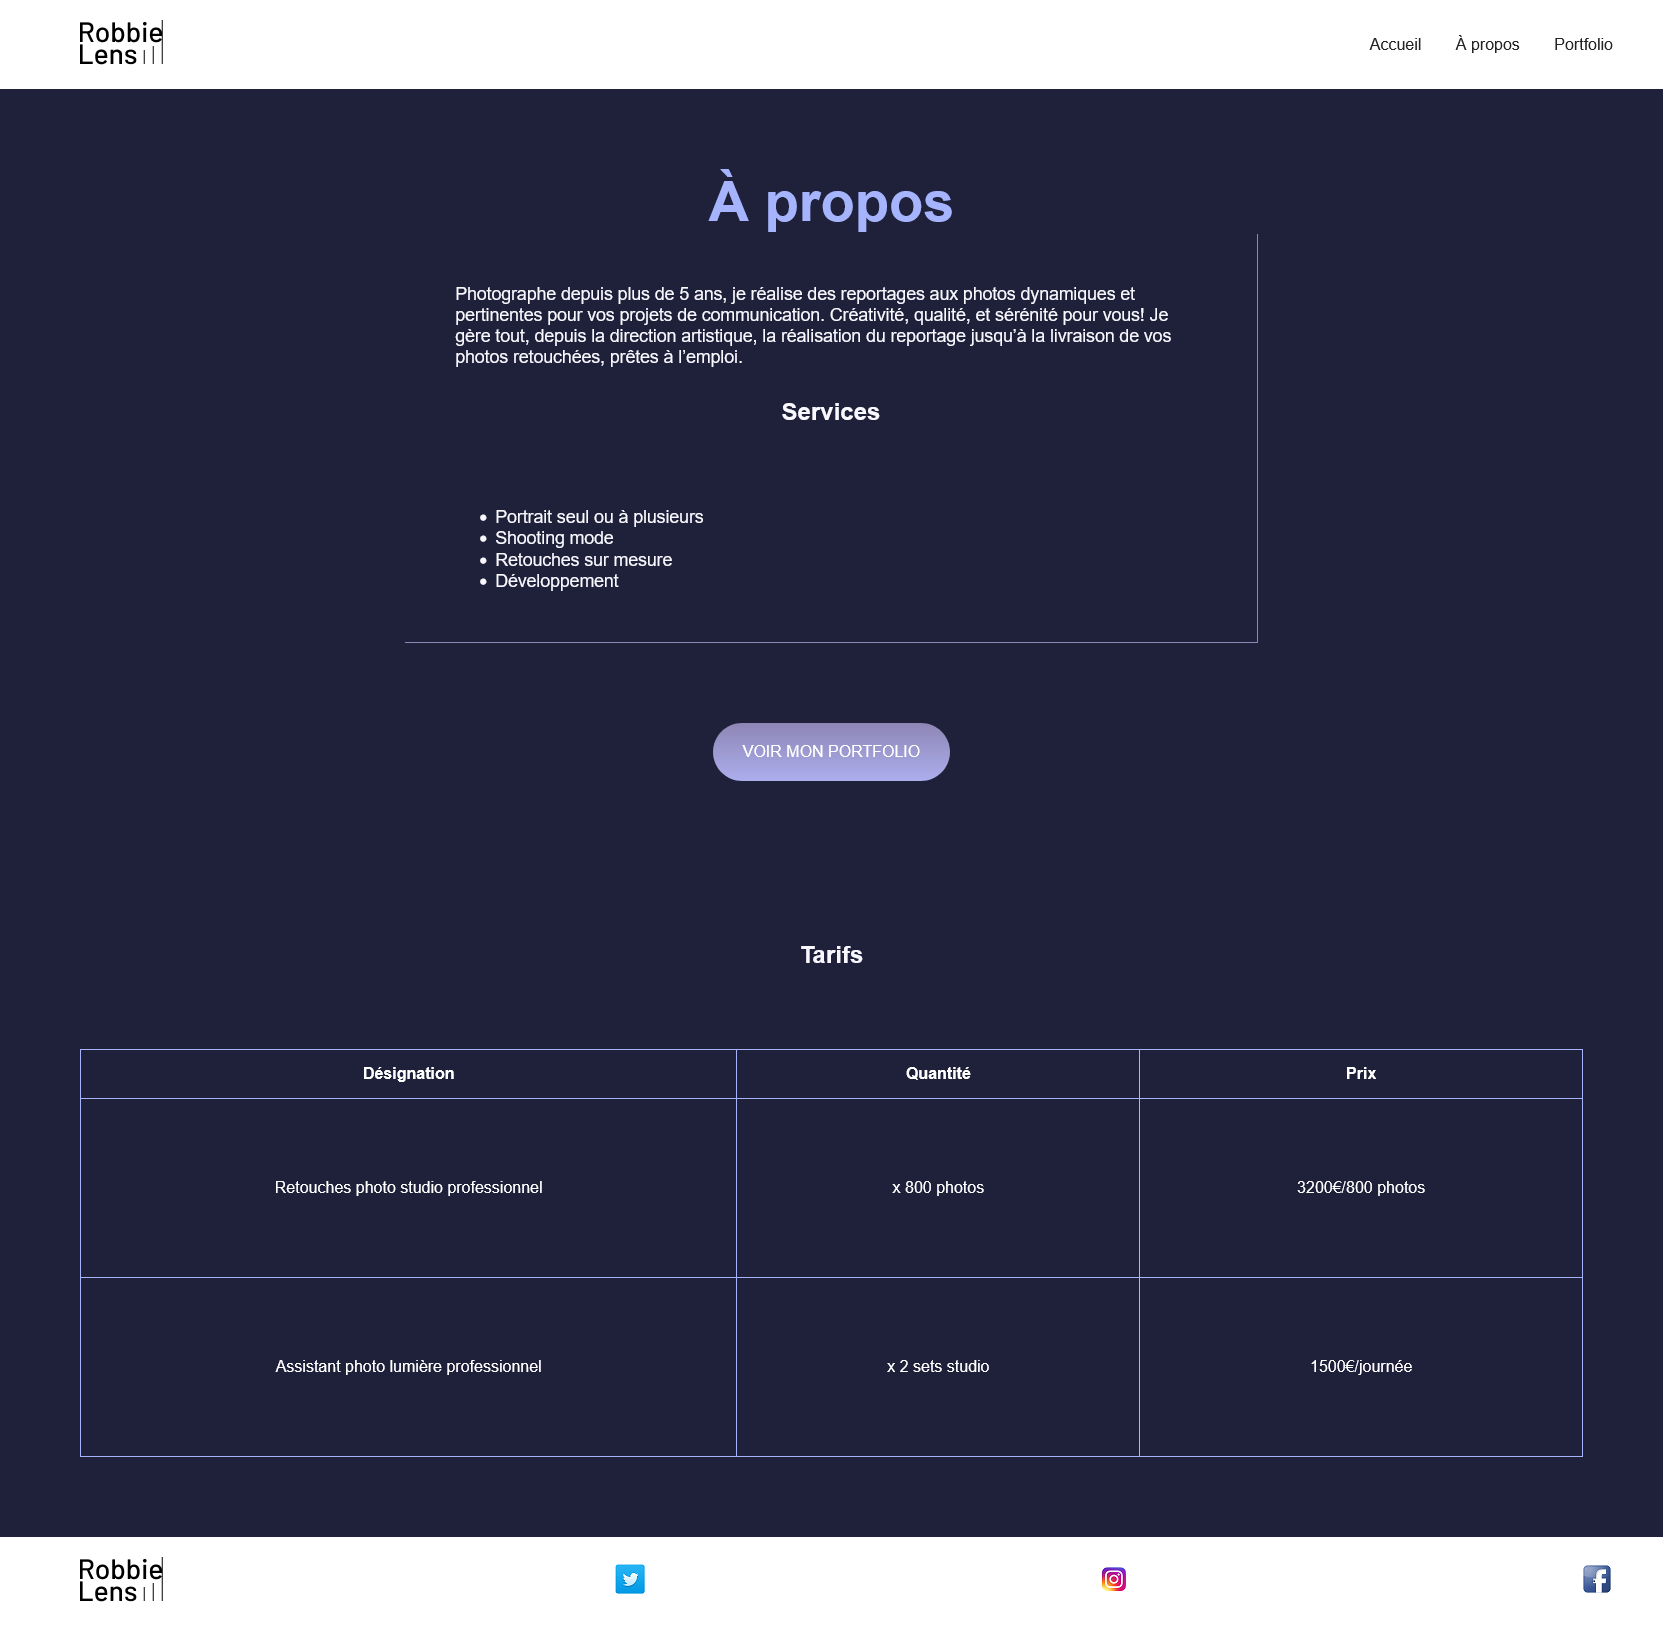 Robbie
Lens
Accueil À propos Portfolio
À propos
Photographe depuis plus de 5 ans, je réalise des reportages aux photos dynamiques et
pertinentes pour vos projets de communication. Créativité, qualité, et sérénité pour vous! Je
gère tout, depuis la direction artistique, la réalisation du reportage jusqu’à la livraison de vos
photos retouchées, prêtes à l’emploi.
Services
• Portrait seul ou à plusieurs
• Shooting mode
• Retouches sur mesure
• Développement
VOIR MON PORTFOLIO
Tarifs
Désignation Quantité Prix
Retouches photo studio professionnel x 800 photos 3200€/800 photos
Assistant photo lumière professionnel x 2 sets studio 1500€/journée
Robbie
Lens